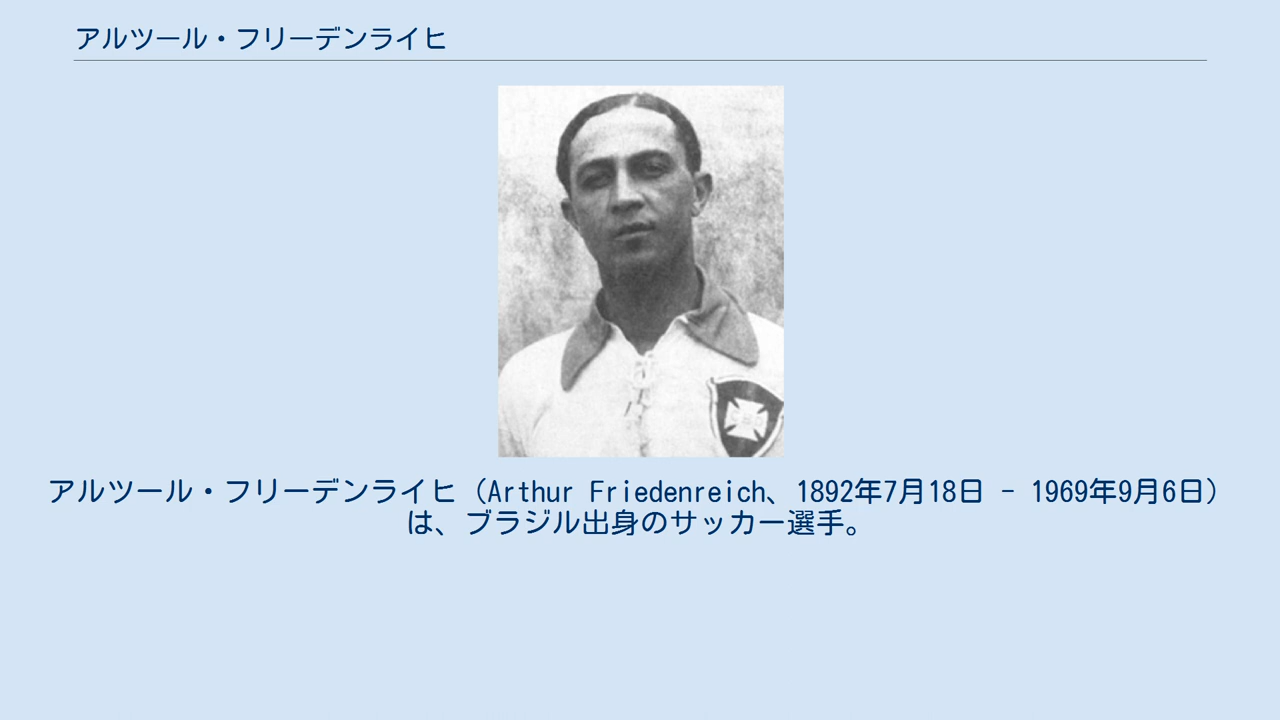 アルツール・フリーデンライヒ
アルツール・フリーデンライヒ（Arthur Friedenreich、1892年7月18日 - 1969年9月6日）
は、ブラジル出身のサッカー選手。